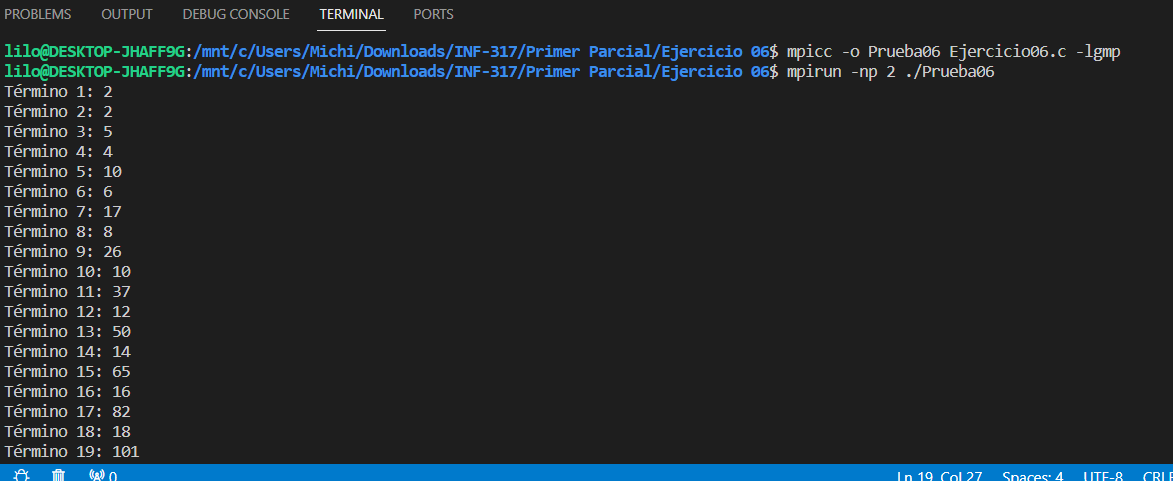 PROBLEMS OUTPUT DEBUG CONSOLE TERMINAL PORTS
lilo@DESKTOP-JHAFF9G:/mnt/c/Users/Michi/Downloads/INF-317/Primer Parcial/Ejercicio 06$ mpicc -o Prueba06 Ejercicio06.c -lgmp
lilo@DESKTOP-JHAFF9G:/mnt/c/Users/Michi/Downloads/INF-317/Primer Parcial/Ejercicio 06$ mpirun -np 2 ./Prueba06
Término 1: 2
Término 2: 2
Término 3: 5
Término 4: 4
Término 5: 10
Término 6: 6
Término 7: 17
Término 8: 8
Término 9: 26
Término 10: 10
Término 11: 37
Término 12: 12
Término 13: 50
Término 14: 14
Término 15: 65
Término 16: 16
Término 17: 82
Término 18: 18
Término 19: 101
0 Ln 19, Col 27 Spaces: 4 UTF-8 CRL